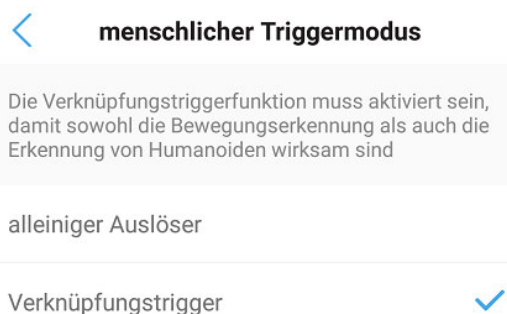 menschlicher Triggermodus
Die Verknüpfungstriggerfunktion muss aktiviert sein,
damit sowohl die Bewegungserkennung als auch die
Erkennung von Humanoiden wirksam sind
alleiniger Auslöser
Verknüpfungstrigger